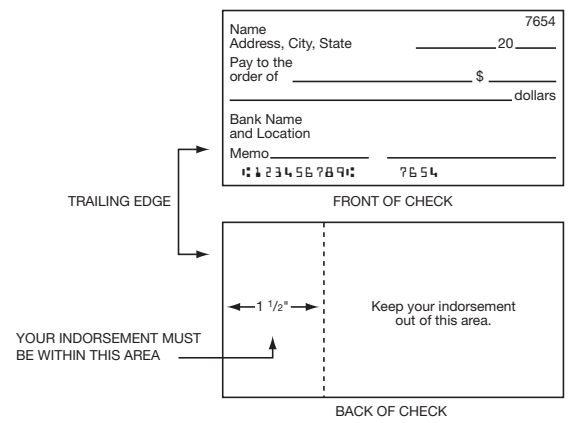 7654
Name
Address, City, State 20
Pay to the
order of $
dollars
Bank Name
and Location
Memo
⑆123456789⑆ 7654
TRAILING EDGE
FRONT OF CHECK
1 1/2"
Keep your indorsement
out of this area.
YOUR INDORSEMENT MUST
BE WITHIN THIS AREA
BACK OF CHECK